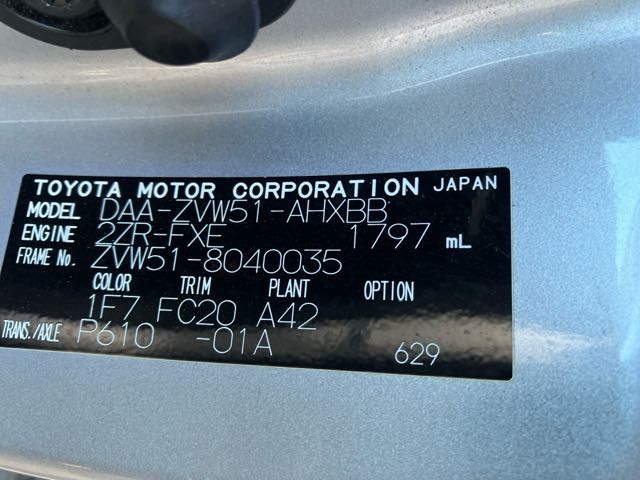 TOYOTA MOTOR CORPORATION JAPAN
MODEL DAA-ZVW51-AHXBB
ENGINE 2ZR-FXE 1797 mL
FRAME No. ZVW51-8040035
COLOR TRIM PLANT OPTION
1F7 FC20 A42
TRANS./AXLE P610 -01A
629